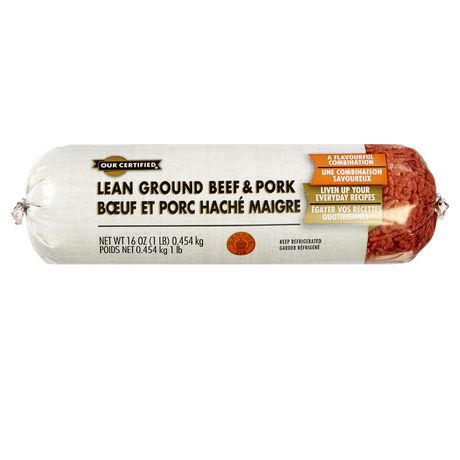 OUR CERTIFIED
LEAN GROUND BEEF & PORK
BŒUF ET PORC HACHÉ MAIGRE
NET WT 16 OZ (1 LB) 0,454 kg
POIDS NET 0.454 kg 1 lb
KEEP REFRIGERATED
GARDER RÉFRIGÉRÉ
A FLAVOURFUL
COMBINATION
UNE COMBINAISON
SAVOUREUX
LIVEN UP YOUR
EVERYDAY RECIPES
ÉGAYER VOS RECETTES
QUOTIDIENNES